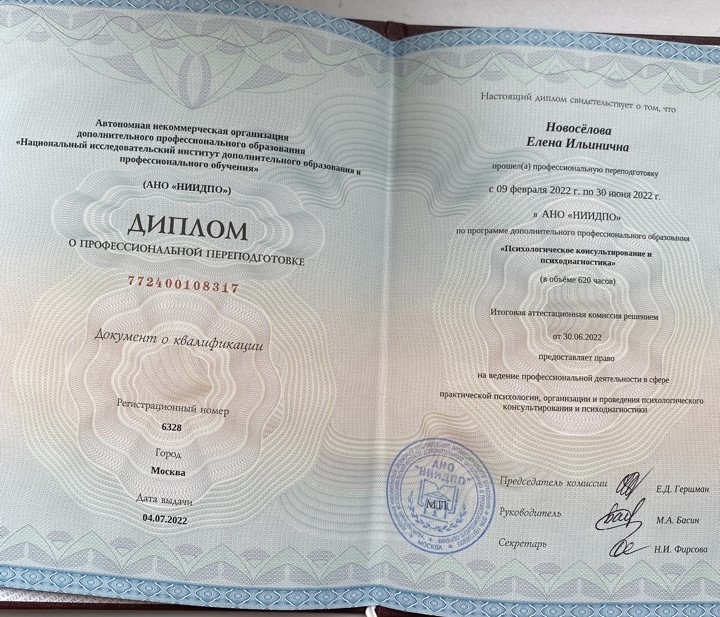 Автономная некоммерческая организация
дополнительного профессионального образования
«Национальный исследовательский институт дополнительного образования и
профессионального обучения»
(АНО «НИИДПО»)
ДИПЛОМ
О ПРОФЕССИОНАЛЬНОЙ ПЕРЕПОДГОТОВКЕ
772400108317
Документ о квалификации
Регистрационный номер
6328
Город
Москва
Дата выдачи
04.07.2022
Настоящий диплом свидетельствует о том, что
Новосёлова
Елена Ильинична
прошел(а) профессиональную переподготовку
с 09 февраля 2022 г. по 30 июня 2022 г.
в АНО «НИИДПО»
по программе дополнительного профессионального образования
«Психологическое консультирование и
психодиагностика»
(в объёме 620 часов)
Итоговая аттестационная комиссия решением
от 30.06.2022
предоставляет право
на ведение профессиональной деятельности в сфере
практической психологии, организации и проведения психологического
консультирования и психодиагностики
АНО
"НИИДПО"
М.П.
МОСКВА
Председатель комиссии Е.Д. Гершман
Руководитель М.А. Басин
Секретарь Н.И. Фирсова